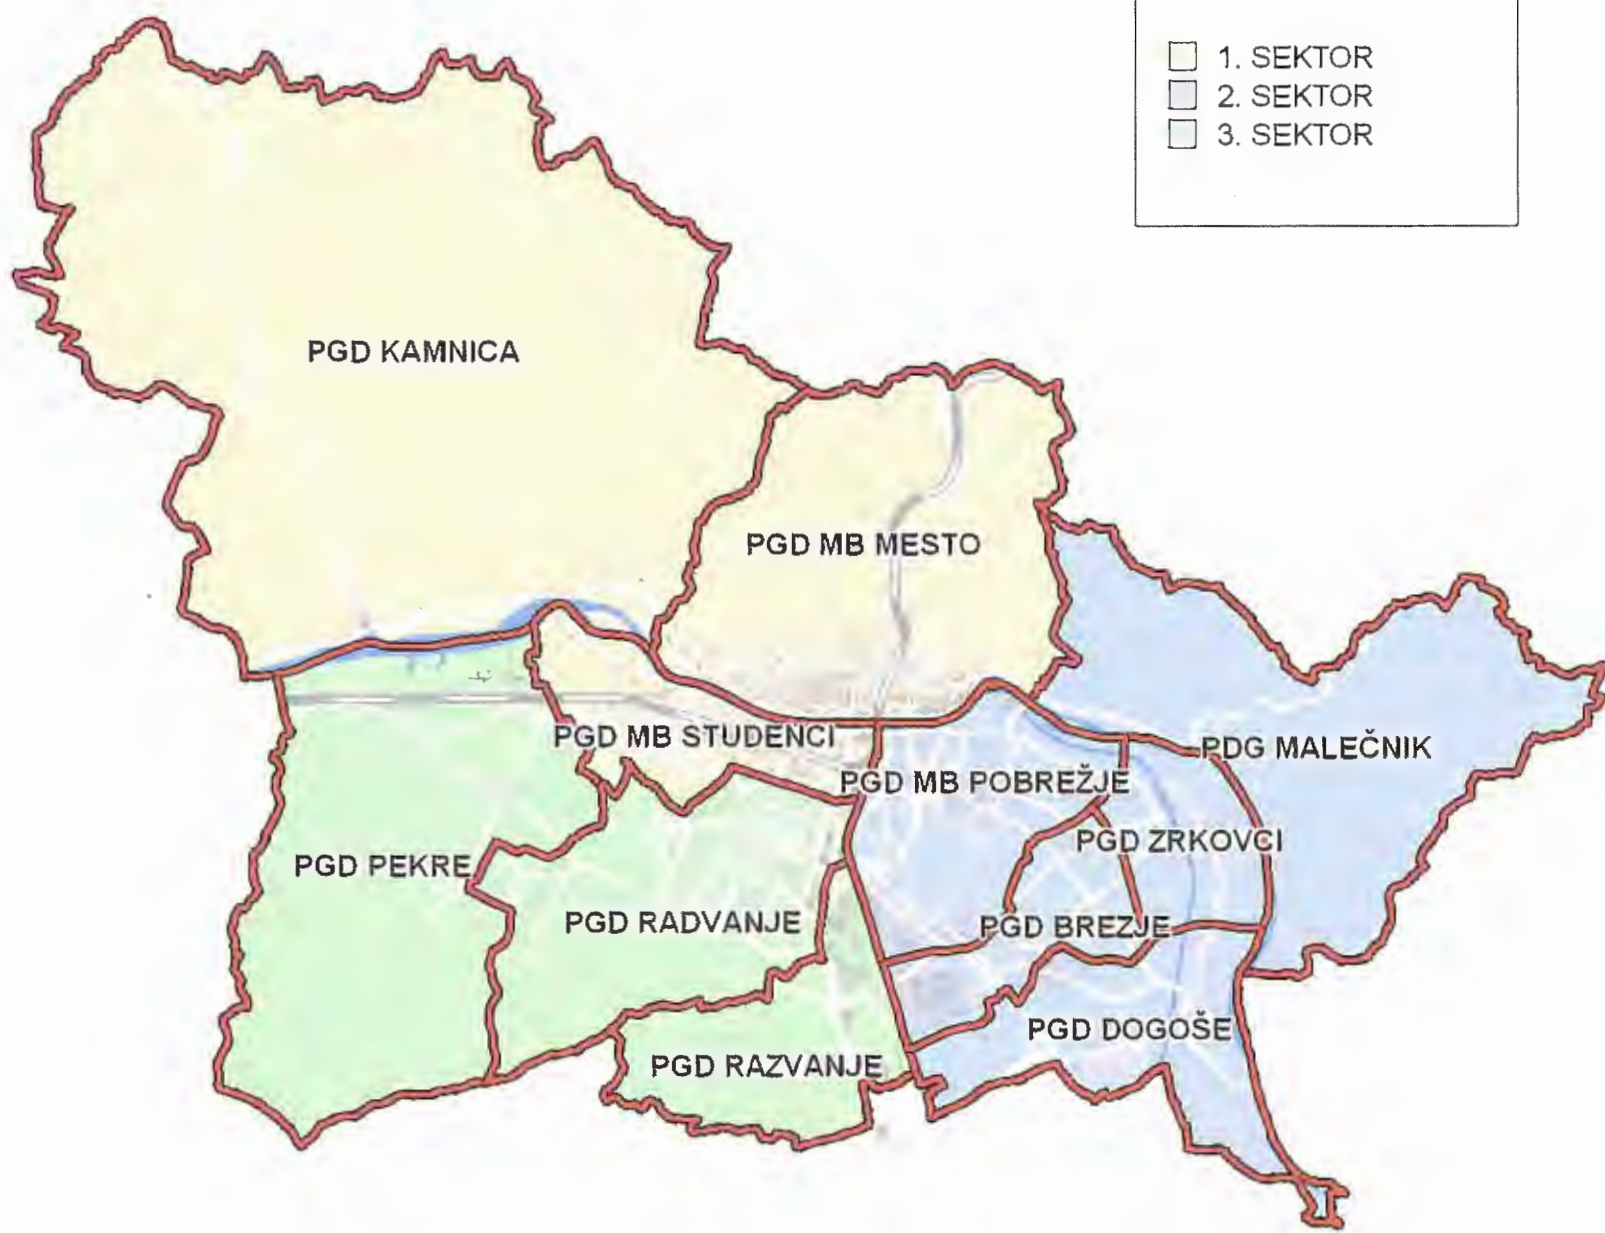 1. SEKTOR
2. SEKTOR
3. SEKTOR
PGD KAMNICA
PGD MB MESTO
PGD MB STUDENCI
PDG MALEČNIK
PGD MB POBREŽJE
PGD ZRKOVCI
PGD PEKRE
PGD RADVANJE
PGD BREZJE
PGD DOGOŠE
PGD RAZVANJE